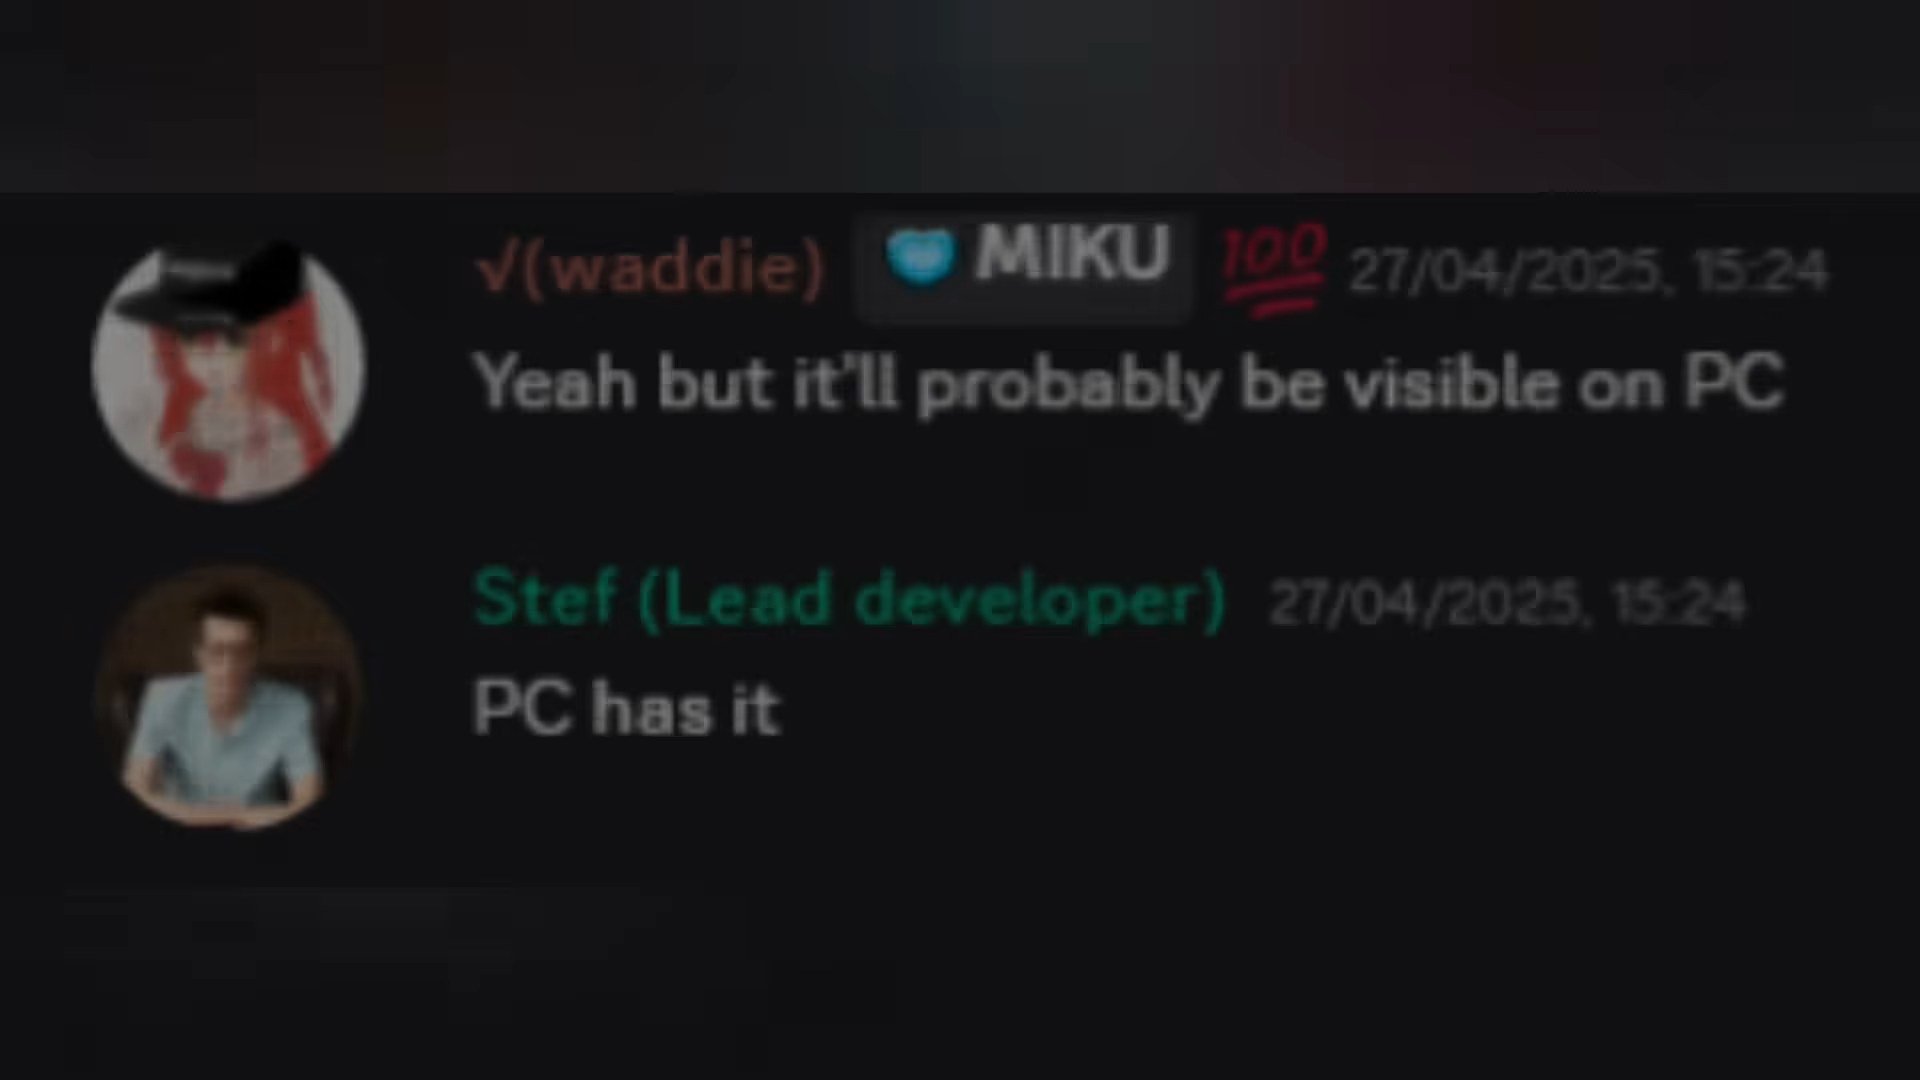 √(waddie) MIKU 💯 27/04/2025, 15:24
Yeah but it'll probably be visible on PC
Stef (Lead developer) 27/04/2025, 15:24
PC has it